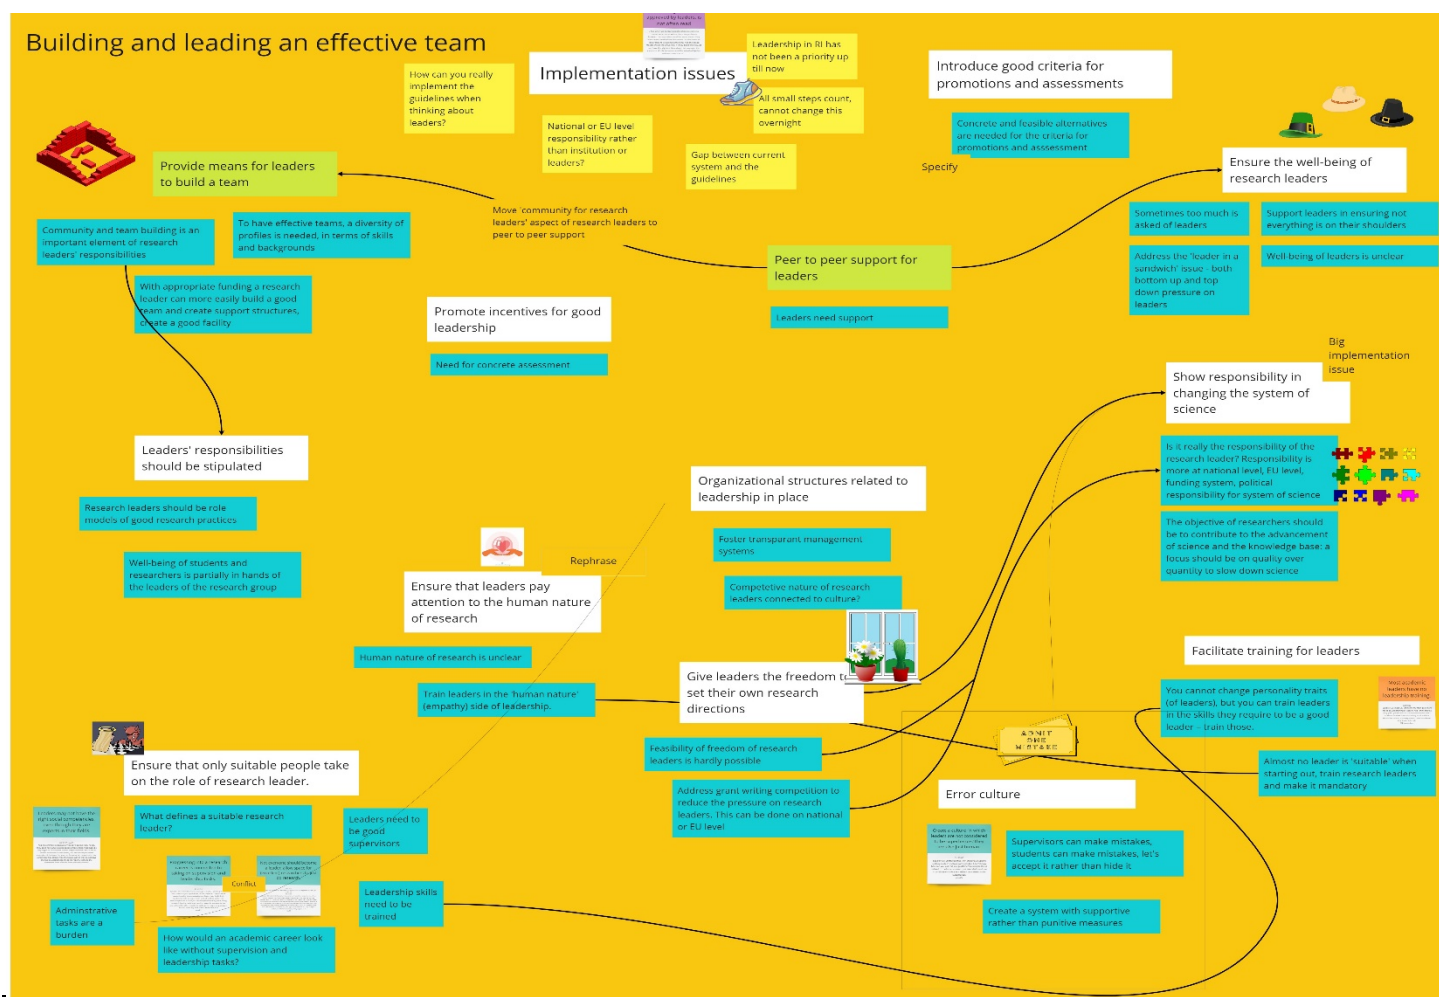 Building and leading an effective team
approved by institute is
not often read
How can you really
implement the
guidelines when
thinking about
leaders?
Implementation issues
Leadership in RI has
not been a priority up
till now
All small steps count,
cannot change this
overnight
National or EU level
responsibility rather
than institution or
leaders?
Gap between current
system and the
guidelines
Introduce good criteria for
promotions and assessments
Concrete and feasible alternatives
are needed for the criteria for
promotions and asssessment
Specify
Ensure the well-being of
research leaders
Sometimes too much is
asked of leaders
Support leaders in ensuring not
everything is on their shoulders
Address the 'leader in a
sandwich' issue - both
bottom up and top
down pressure on
leaders
Well-being of leaders is unclear
Provide means for leaders
to build a team
Community and team building is an
important element of research
leaders' responsibilities
To have effective teams, a diversity of
profiles is needed, in terms of skills
and backgrounds
With appropriate funding a research
leader can more easily build a good
team and create support structures,
create a good facility
Move 'community for research
leaders' aspect of research leaders to
peer to peer support
Peer to peer support for
leaders
Leaders need support
Promote incentives for good
leadership
Need for concrete assessment
Big
implementation
issue
Show responsibility in
changing the system of
science
Is it really the responsibility of the
research leader? Responsibility is
more at national level, EU level,
funding system, political
responsibility for system of science
The objective of researchers should
be to contribute to the advancement
of science and the knowledge base: a
focus should be on quality over
quantity to slow down science
Leaders' responsibilities
should be stipulated
Research leaders should be role
models of good research practices
Well-being of students and
researchers is partially in hands of
the leaders of the research group
Organizational structures related to
leadership in place
Foster transparant management
systems
Competetive nature of research
leaders connected to culture?
Rephrase
Ensure that leaders pay
attention to the human nature
of research
Human nature of research is unclear
Train leaders in the 'human nature'
(empathy) side of leadership.
Give leaders the freedom to
set their own research
directions
Feasibility of freedom of research
leaders is hardly possible
Address grant writing competition to
reduce the pressure on research
leaders. This can be done on national
or EU level
Facilitate training for leaders
You cannot change personality traits
(of leaders), but you can train leaders
in the skills they require to be a good
leader – train those.
Most academic
leaders have no
leadership training
Almost no leader is 'suitable' when
starting out, train research leaders
and make it mandatory
ADMIT
ONE
MISTAKE
Error culture
Supervisors can make mistakes,
students can make mistakes, let's
accept it rather than hide it
Create a system with supportive
rather than punitive measures
Ensure that only suitable people take
on the role of research leader.
What defines a suitable research
leader?
Leaders need to
be good
supervisors
Conflict
Leadership skills
need to be
trained
Adminstrative
tasks are a
burden
How would an academic career look
like without supervision and
leadership tasks?